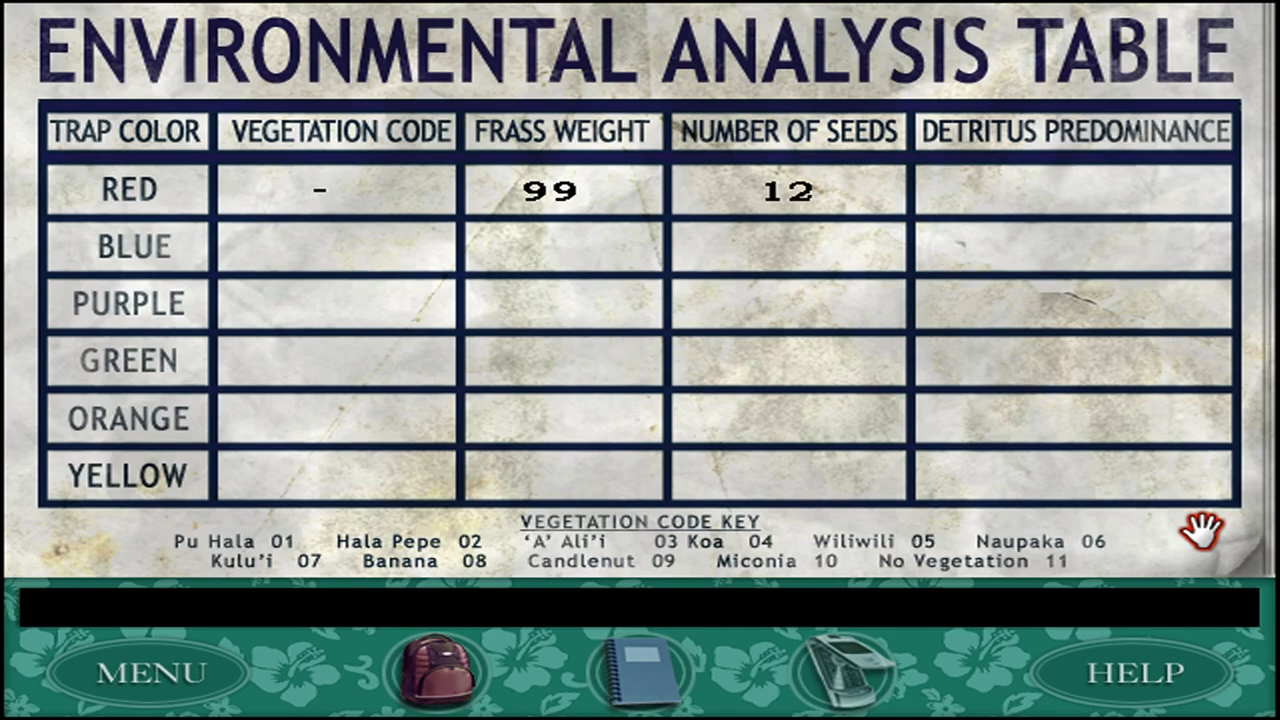 ENVIRONMENTAL ANALYSIS TABLE
TRAP COLOR VEGETATION CODE FRASS WEIGHT NUMBER OF SEEDS DETRITUS PREDOMINANCE
RED - 99 12
BLUE
PURPLE
GREEN
ORANGE
YELLOW
VEGETATION CODE KEY
Pu Hala 01 Hala Pepe 02 'A' Ali'i 03 Koa 04 Wiliwili 05 Naupaka 06
Kulu'i 07 Banana 08 Candlenut 09 Miconia 10 No Vegetation 11
MENU HELP